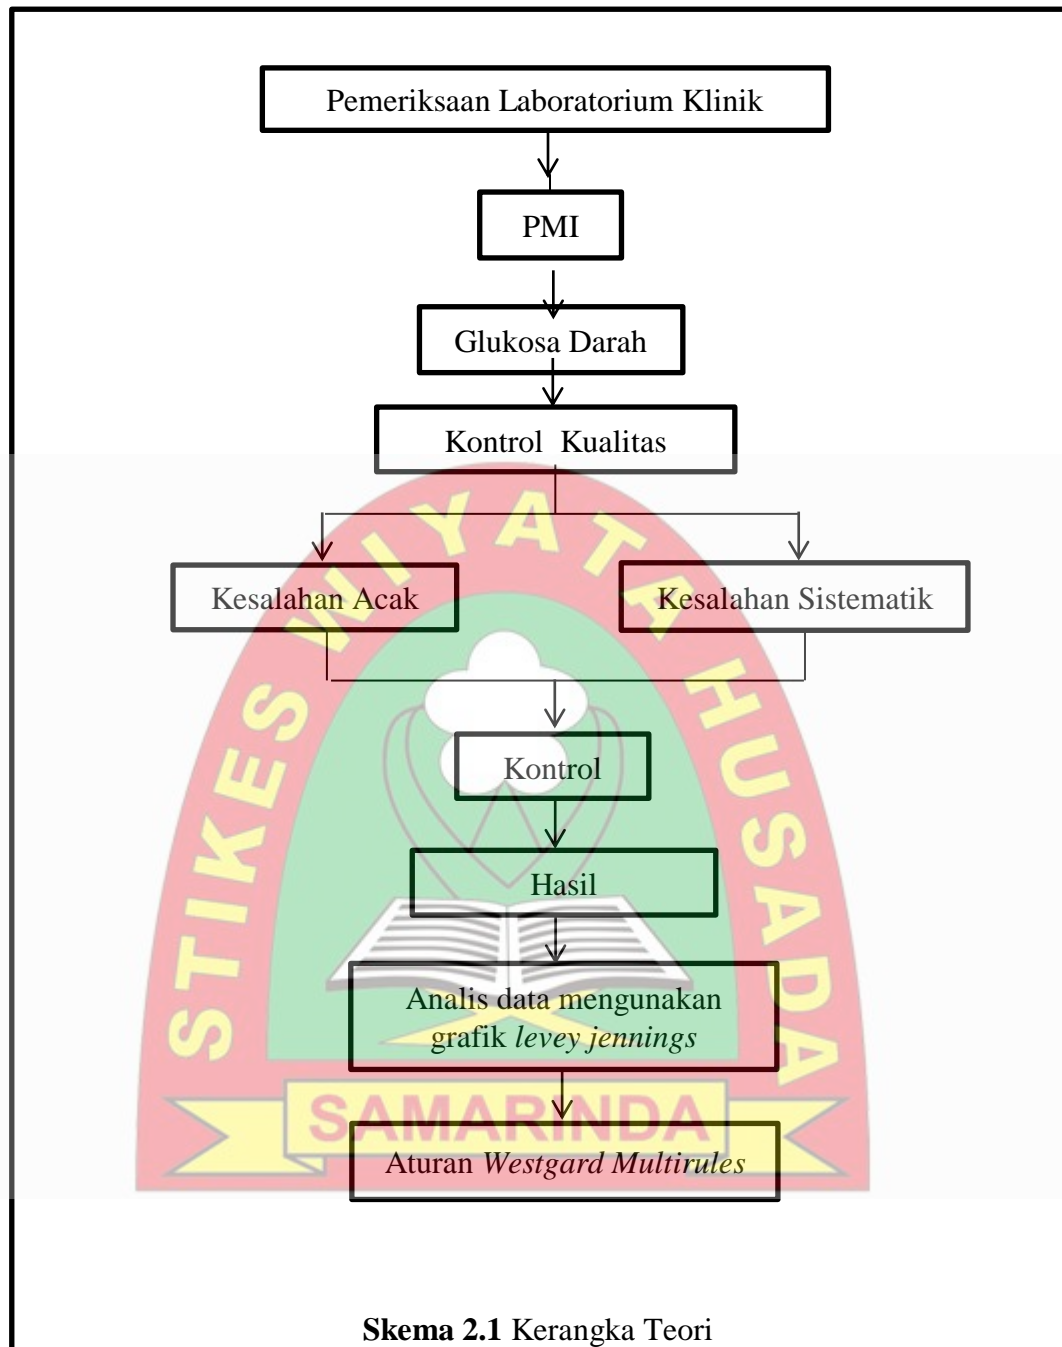 Pemeriksaan Laboratorium Klinik
PMI
Glukosa Darah
Kontrol Kualitas
Kesalahan Acak
Kesalahan Sistematik
Kontrol
Hasil
Analis data mengunakan
grafik levey jennings
Aturan Westgard Multirules
STIKES WIYATA HUSADA
SAMARINDA
Skema 2.1 Kerangka Teori